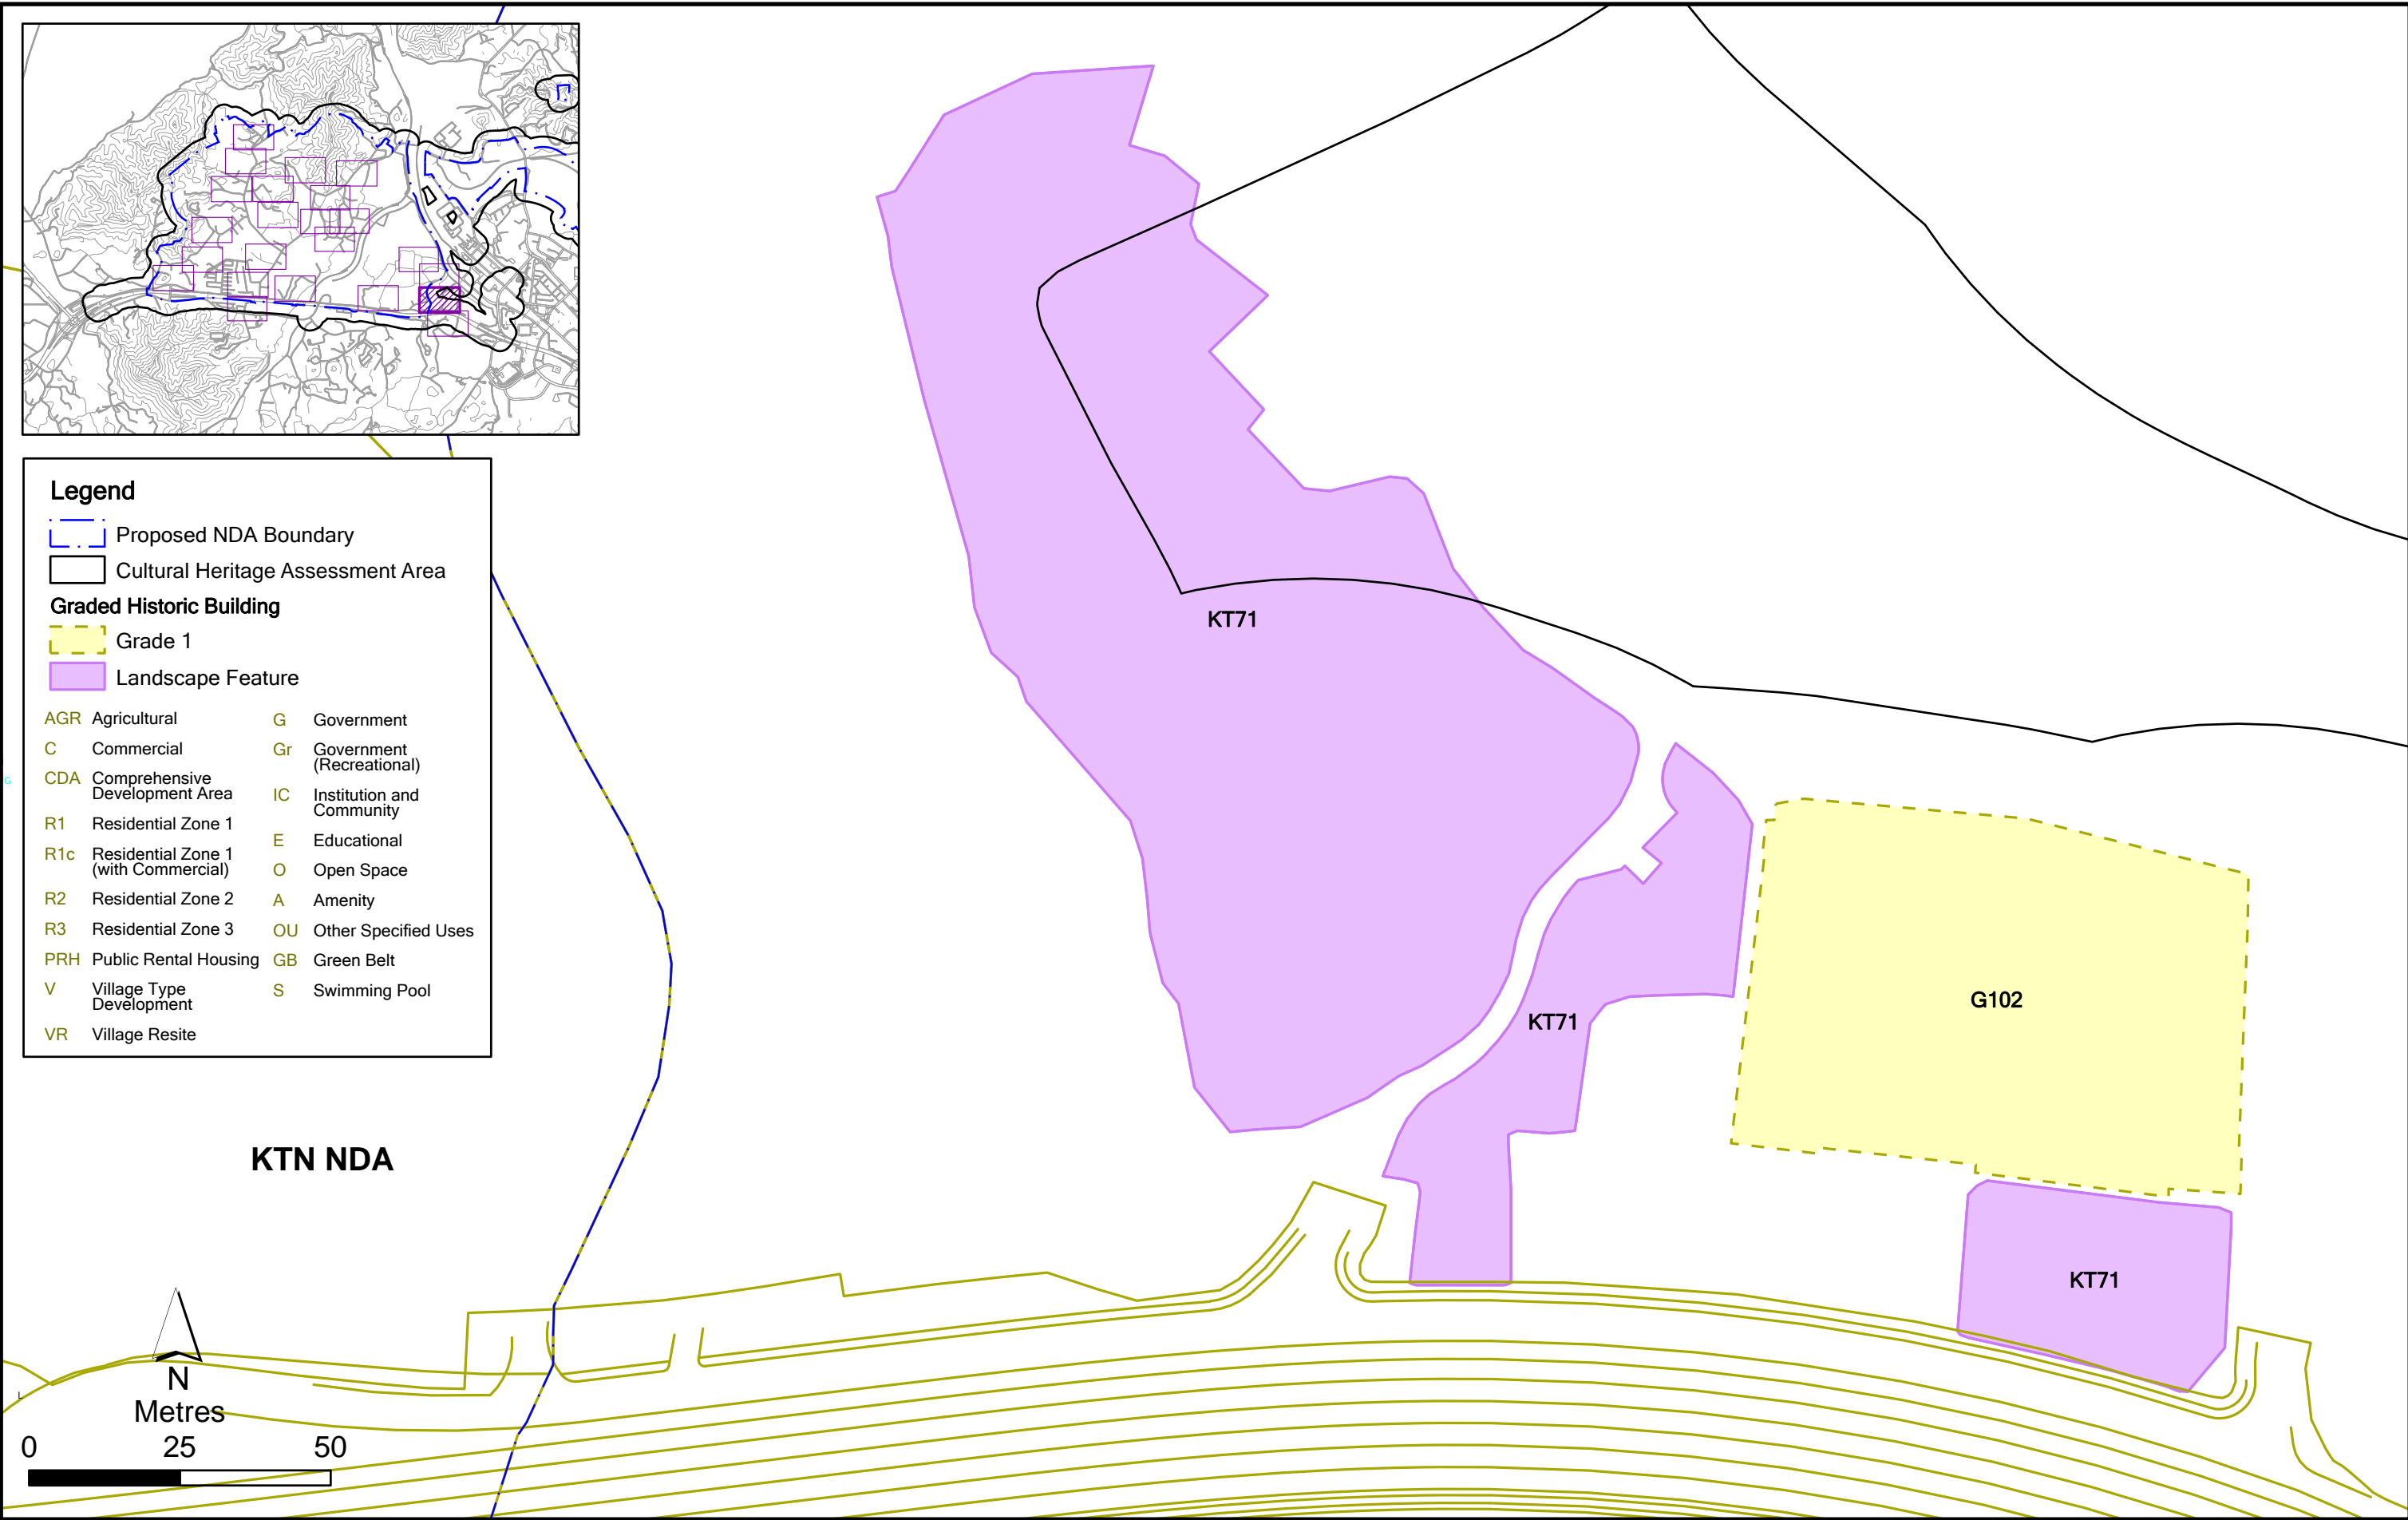 Legend
Proposed NDA Boundary
Cultural Heritage Assessment Area
Graded Historic Building
Grade 1
Landscape Feature
AGR Agricultural
C Commercial
CDA Comprehensive
Development Area
R1 Residential Zone 1
R1c Residential Zone 1
(with Commercial)
R2 Residential Zone 2
R3 Residential Zone 3
PRH Public Rental Housing
V Village Type
Development
VR Village Resite
G Government
Gr Government
(Recreational)
IC Institution and
Community
E Educational
O Open Space
A Amenity
OU Other Specified Uses
GB Green Belt
S Swimming Pool
G
KT71
KT71
G102
KT71
KTN NDA
L
N
Metres
0 25 50